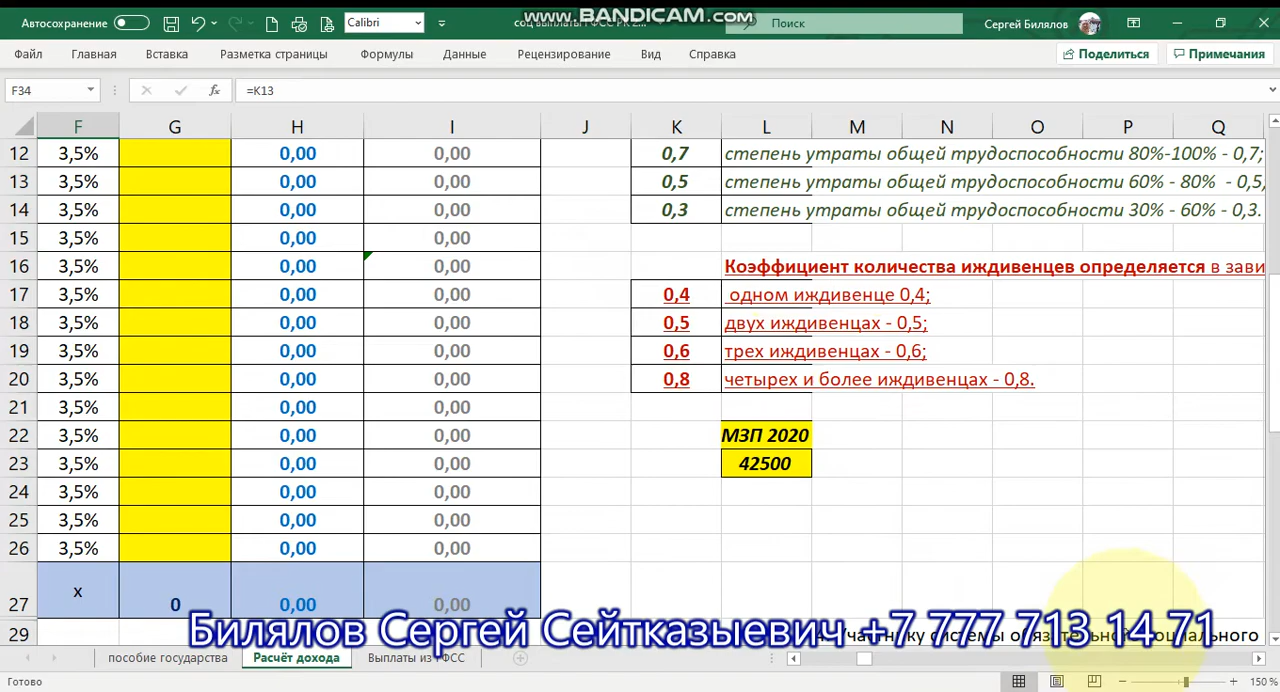 Автосохранение
Calibri
соц выплаты ГФСС РК 2...
www.BANDICAM.com
Поиск
Сергей Билялов
Файл Главная Вставка Разметка страницы Формулы Данные Рецензирование Вид Справка Поделиться Примечания
F34 fx =K13
F G H I J K L M N O P Q
12 3,5% 0,00 0,00 0,7 степень утраты общей трудоспособности 80%-100% - 0,7;
13 3,5% 0,00 0,00 0,5 степень утраты общей трудоспособности 60% - 80% - 0,5,
14 3,5% 0,00 0,00 0,3 степень утраты общей трудоспособности 30% - 60% - 0,3.
15 3,5% 0,00 0,00
16 3,5% 0,00 0,00 Коэффициент количества иждивенцев определяется в зави
17 3,5% 0,00 0,00 0,4 одном иждивенце 0,4;
18 3,5% 0,00 0,00 0,5 двух иждивенцах - 0,5;
19 3,5% 0,00 0,00 0,6 трех иждивенцах - 0,6;
20 3,5% 0,00 0,00 0,8 четырех и более иждивенцах - 0,8.
21 3,5% 0,00 0,00
22 3,5% 0,00 0,00 МЗП 2020
23 3,5% 0,00 0,00 42500
24 3,5% 0,00 0,00
25 3,5% 0,00 0,00
26 3,5% 0,00 0,00
27 х 0 0,00 0,00
Билялов Сергей Сейтказыевич +7 777 713 14 71
29 социального
пособие государства Расчёт дохода Выплаты из ГФСС
Готово 150 %